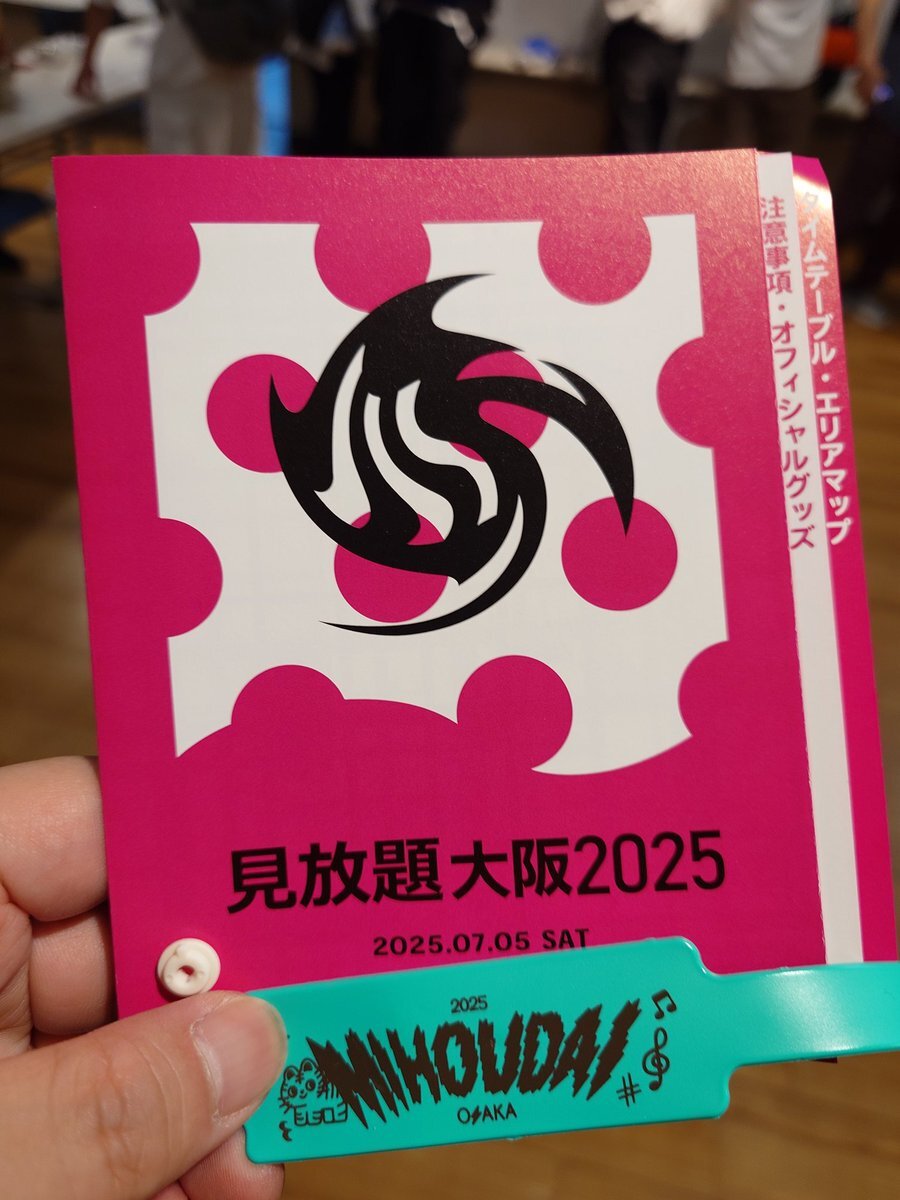 タイムテーブル・エリアマップ
注意事項・オフィシャルグッズ
見放題大阪2025
2025.07.05 SAT
2025
MIHOUDAI
OSAKA